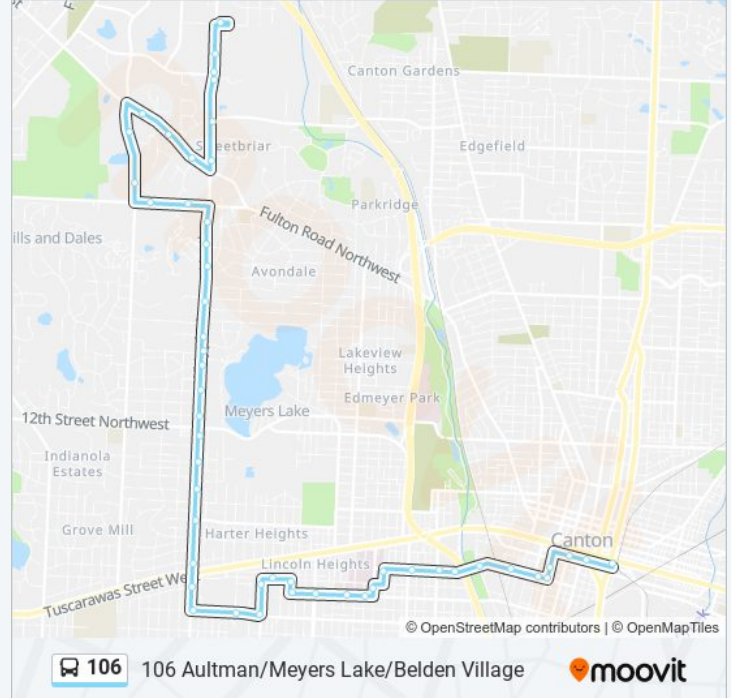 Canton Gardens
Sweetbriar
Edgefield
Parkridge
Fulton Road Northwest
ills and Dales
Avondale
Lakeview
Heights
Edmeyer Park
Meyers Lake
12th Street Northwest
Indianola
Estates
Grove Mill
Harter Heights
Canton
Lincoln Heights
Tuscarawas Street We
© OpenStreetMap contributors | © OpenMapTiles
106
106 Aultman/Meyers Lake/Belden Village
moovit